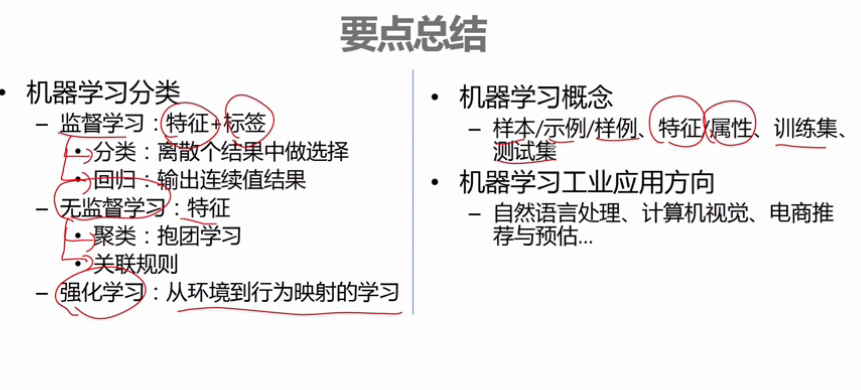 要点总结
• 机器学习分类
– 监督学习：特征+标签
• 分类：离散个结果中做选择
• 回归：输出连续值结果
– 无监督学习：特征
• 聚类：抱团学习
• 关联规则
– 强化学习：从环境到行为映射的学习
• 机器学习概念
– 样本/示例/样例、特征/属性、训练集、
测试集
• 机器学习工业应用方向
– 自然语言处理、计算机视觉、电商推
荐与预估...